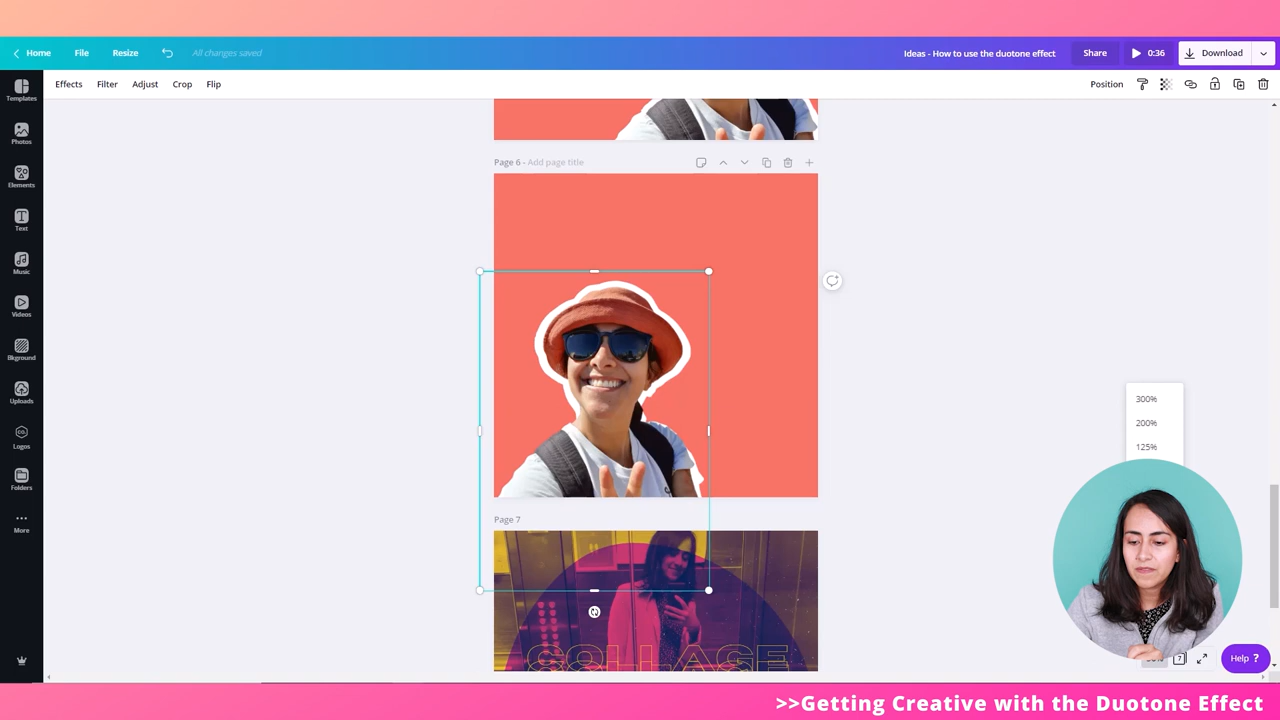 Home
File
Resize
All changes saved
Ideas - How to use the duotone effect
Share
0:36
Download
Effects
Filter
Adjust
Crop
Flip
Position
Templates
Photos
Elements
Text
Music
Videos
Bkground
Uploads
Logos
Folders
More
Page 6 - Add page title
300%
200%
125%
Page 7
COLLAGE
7
Help ?
>>Getting Creative with the Duotone Effect